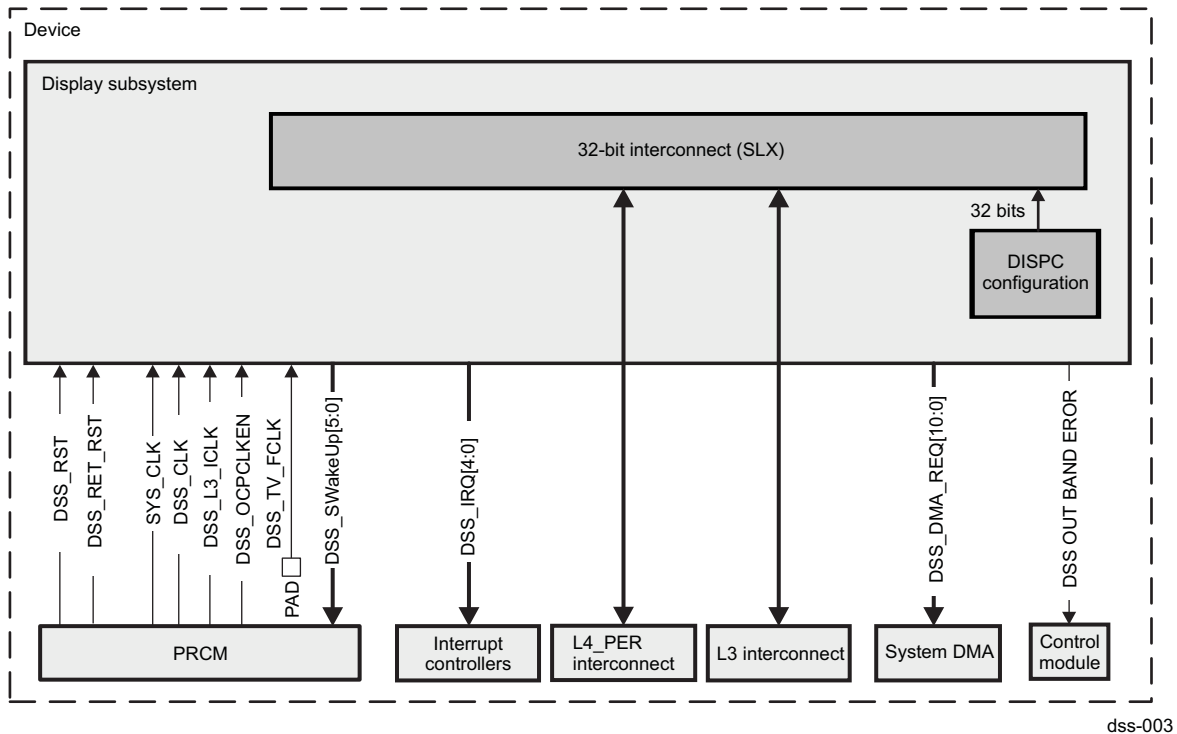 Device
Display subsystem
32-bit interconnect (SLX)
32 bits
DISPC
configuration
DSS_RST
DSS_RET_RST
SYS_CLK
DSS_CLK
DSS_L3_ICLK
DSS_OCPCLKEN
DSS_TV_FCLK
PAD
DSS_SWakeUp[5:0]
DSS_IRQ[4:0]
DSS_DMA_REQ[10:0]
DSS OUT BAND EROR
PRCM
Interrupt
controllers
L4_PER
interconnect
L3 interconnect
System DMA
Control
module
dss-003